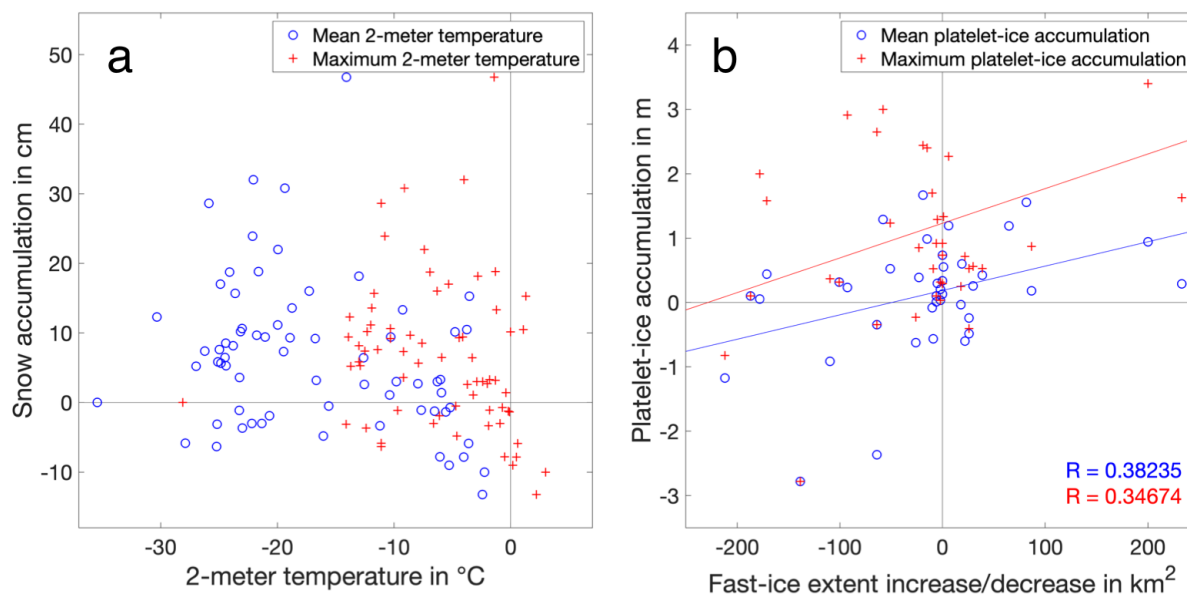 a
Mean 2-meter temperature
Maximum 2-meter temperature
50
40
30
20
10
0
-10
Snow accumulation in cm
-30
-20
-10
0
2-meter temperature in °C
b
Mean platelet-ice accumulation
Maximum platelet-ice accumulation
4
3
2
1
0
-1
-2
-3
Platelet-ice accumulation in m
R = 0.38235
R = 0.34674
-200
-100
0
100
200
Fast-ice extent increase/decrease in km²